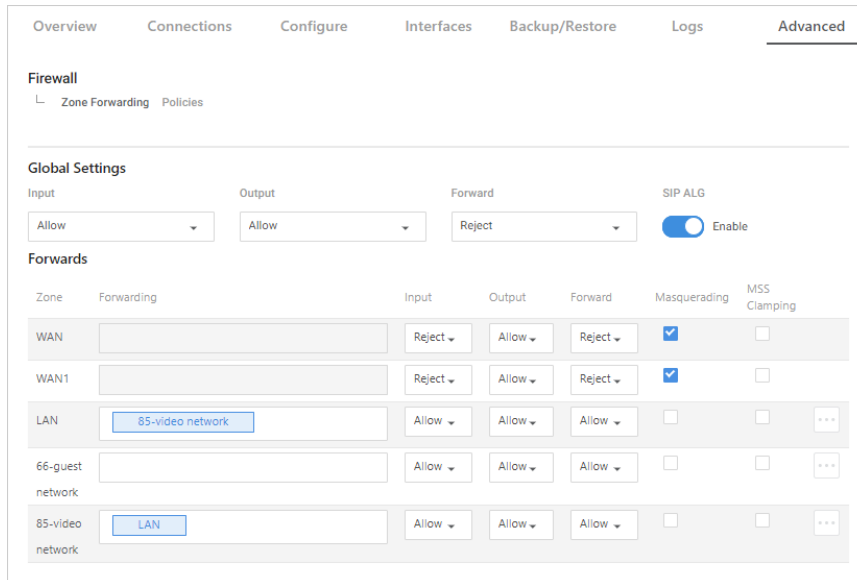 Overview Connections Configure Interfaces Backup/Restore Logs Advanced
Firewall
Zone Forwarding Policies
Global Settings
Input Output Forward SIP ALG
Allow Allow Reject Enable
Forwards
Zone Forwarding Input Output Forward Masquerading MSS Clamping
WAN Reject Allow Reject
WAN1 Reject Allow Reject
LAN 85-video network Allow Allow Allow
66-guest network Allow Allow Allow
85-video network LAN Allow Allow Allow